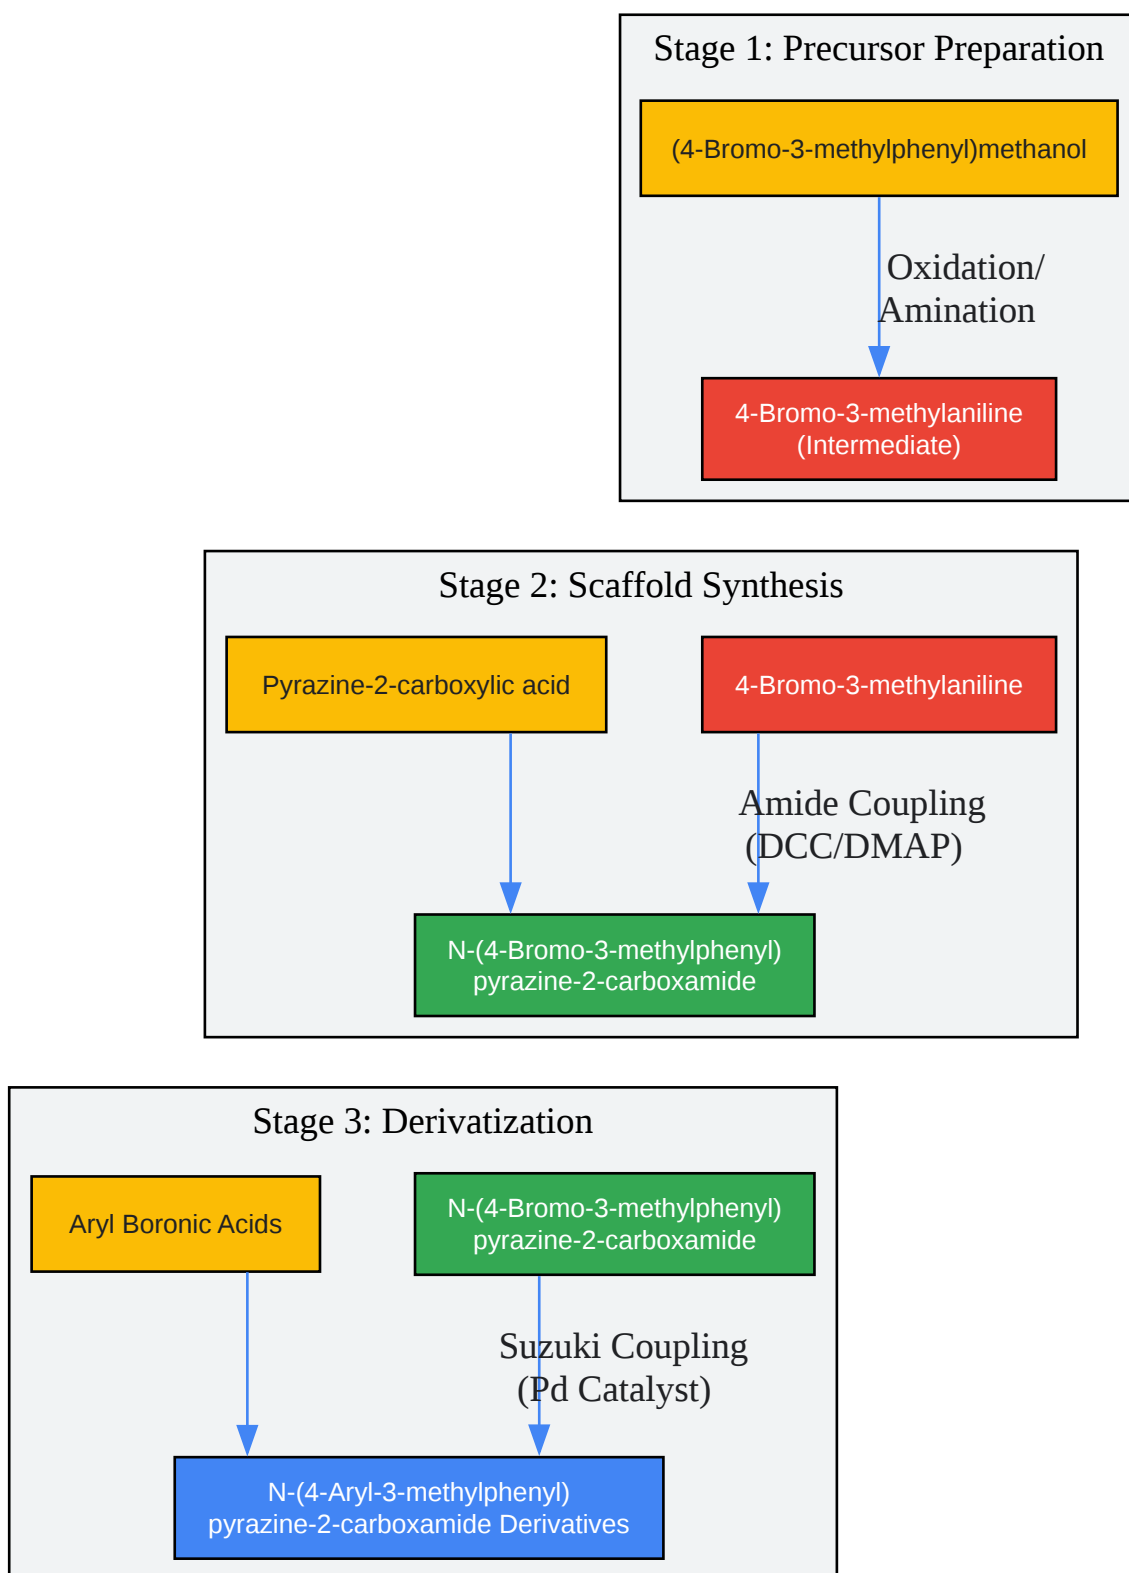 Stage 1: Precursor Preparation
(4-Bromo-3-methylphenyl)methanol
Oxidation/
Amination
4-Bromo-3-methylaniline
(Intermediate)
Stage 2: Scaffold Synthesis
Pyrazine-2-carboxylic acid
4-Bromo-3-methylaniline
Amide Coupling
(DCC/DMAP)
N-(4-Bromo-3-methylphenyl)
pyrazine-2-carboxamide
Stage 3: Derivatization
Aryl Boronic Acids
N-(4-Bromo-3-methylphenyl)
pyrazine-2-carboxamide
Suzuki Coupling
(Pd Catalyst)
N-(4-Aryl-3-methylphenyl)
pyrazine-2-carboxamide Derivatives